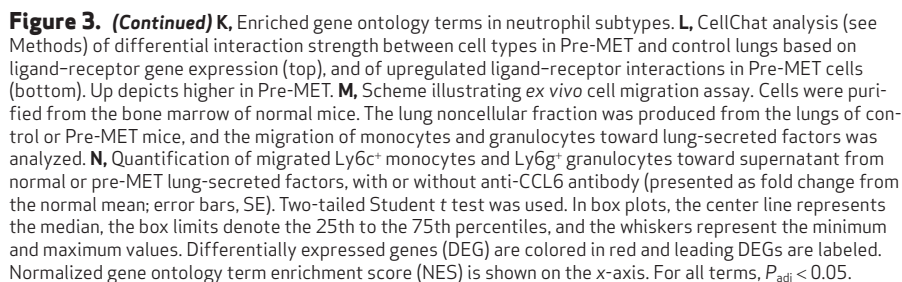 Figure 3. (Continued) K, Enriched gene ontology terms in neutrophil subtypes. L, CellChat analysis (see
Methods) of differential interaction strength between cell types in Pre-MET and control lungs based on
ligand–receptor gene expression (top), and of upregulated ligand–receptor interactions in Pre-MET cells
(bottom). Up depicts higher in Pre-MET. M, Scheme illustrating ex vivo cell migration assay. Cells were puri-
fied from the bone marrow of normal mice. The lung noncellular fraction was produced from the lungs of con-
trol or Pre-MET mice, and the migration of monocytes and granulocytes toward lung-secreted factors was
analyzed. N, Quantification of migrated Ly6c⁺ monocytes and Ly6g⁺ granulocytes toward supernatant from
normal or pre-MET lung-secreted factors, with or without anti-CCL6 antibody (presented as fold change from
the normal mean; error bars, SE). Two-tailed Student t test was used. In box plots, the center line represents
the median, the box limits denote the 25th to the 75th percentiles, and the whiskers represent the minimum
and maximum values. Differentially expressed genes (DEG) are colored in red and leading DEGs are labeled.
Normalized gene ontology term enrichment score (NES) is shown on the x-axis. For all terms, Padj < 0.05.